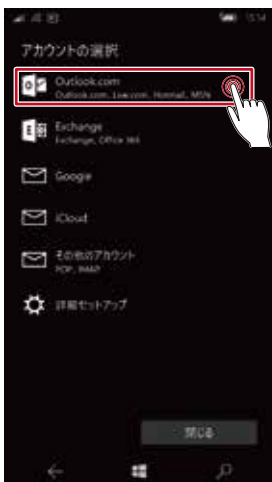 15:14
アカウントの選択
Outlook.com
Outlook.com, Live.com, Hotmail, MSN
Exchange
Exchange, Office 365
Google
iCloud
その他のアカウント
POP, IMAP
詳細セットアップ
閉じる